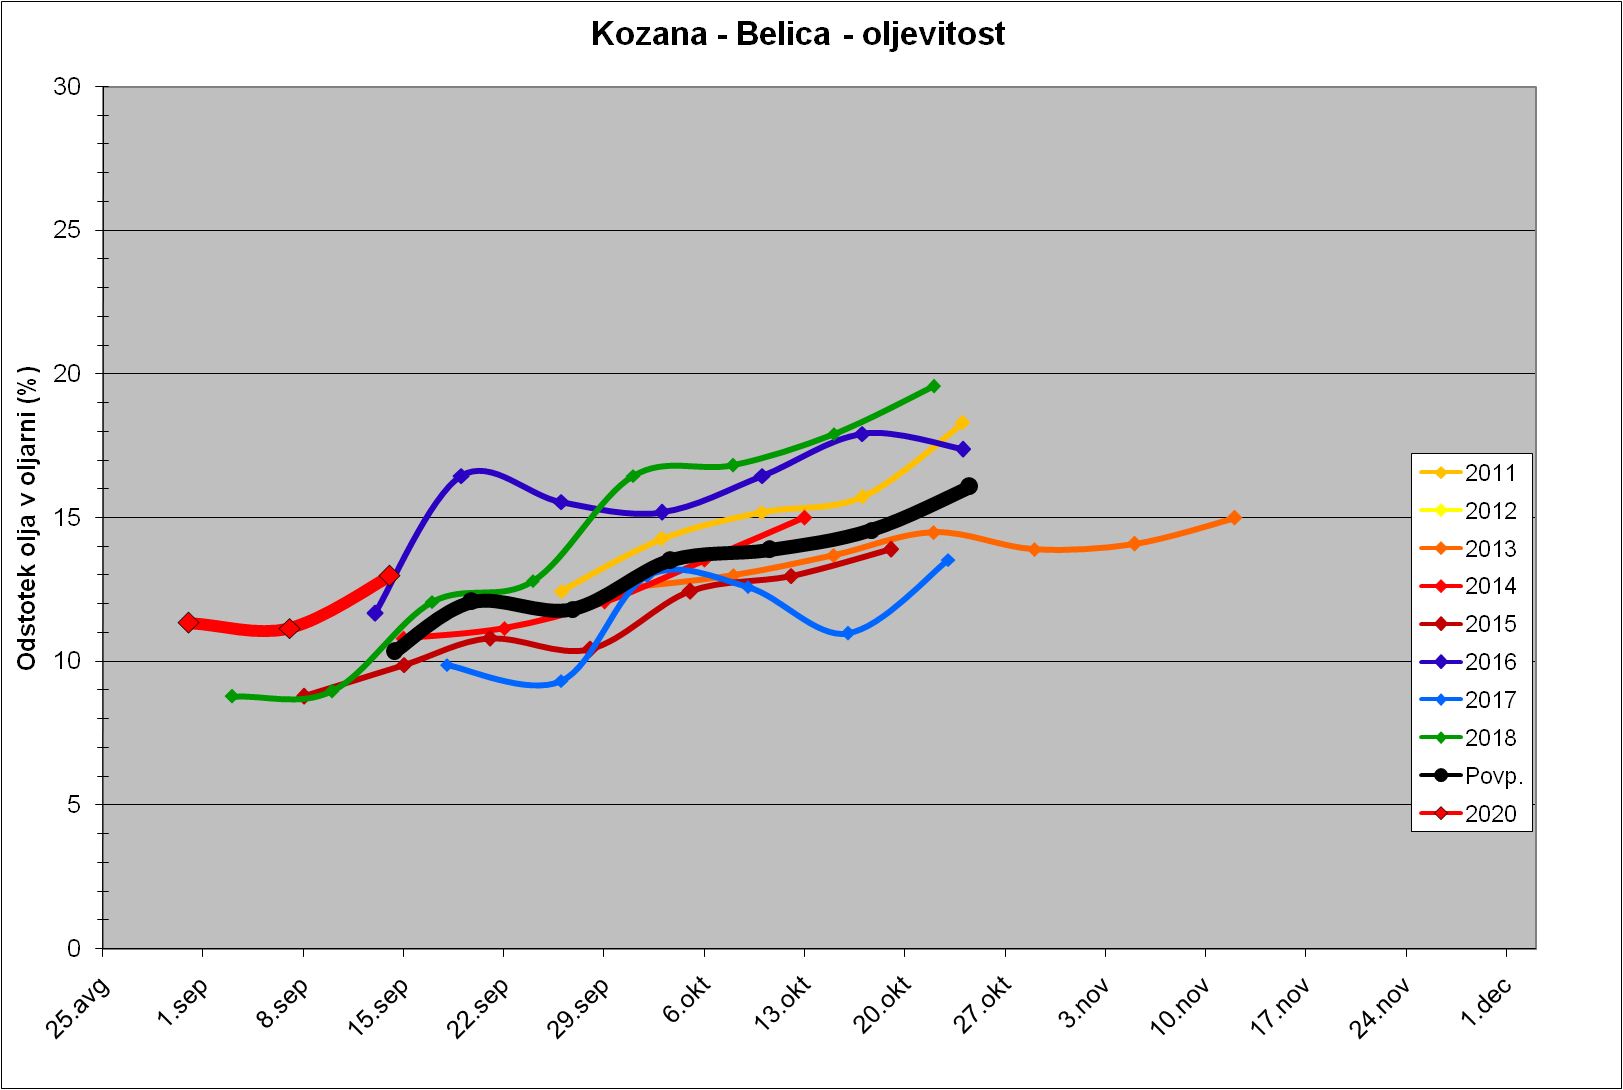 Kozana - Belica - oljevitost
Odstotek olja v oljarni (%)
30
25
20
15
10
5
0
25.avg
1.sep
8.sep
15.sep
22.sep
29.sep
6.okt
13.okt
20.okt
27.okt
3.nov
10.nov
17.nov
24.nov
1.dec
2011
2012
2013
2014
2015
2016
2017
2018
Povp.
2020